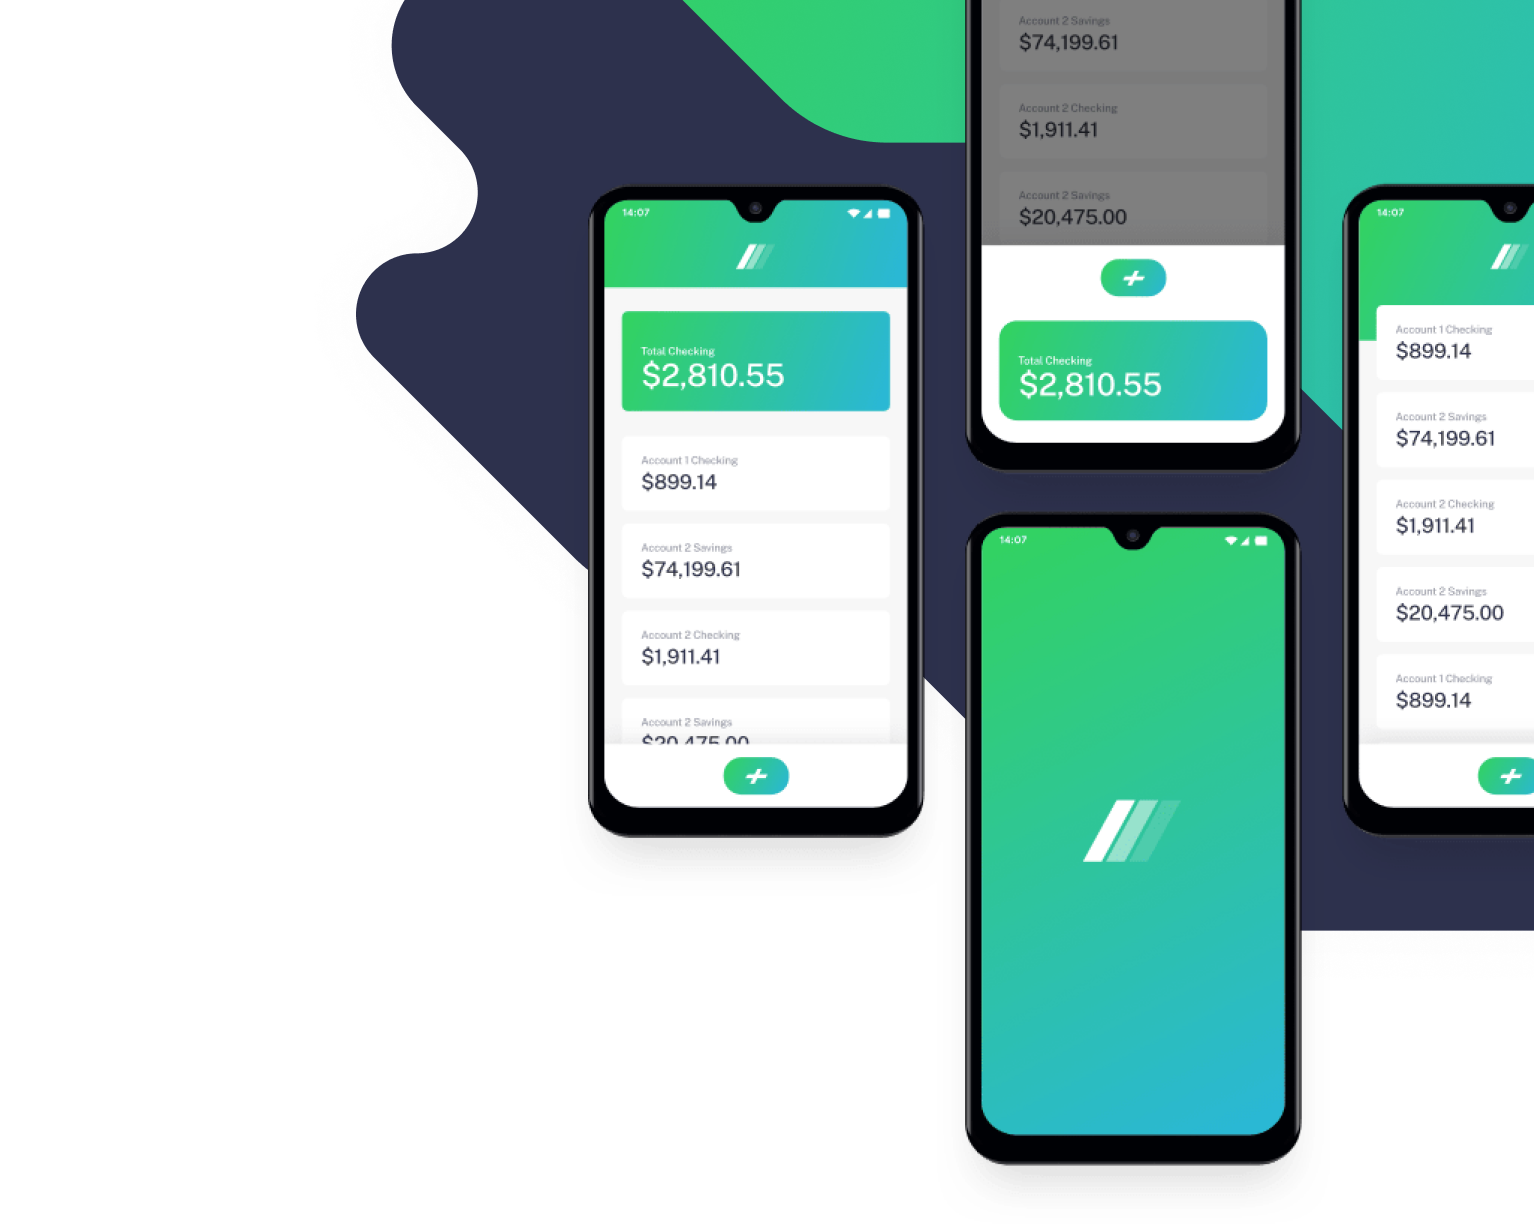 Account 2 Savings
$74,199.61
Account 2 Checking
$1,911.41
Account 2 Savings
$20,475.00
Total Checking
$2,810.55
14:07
Total Checking
$2,810.55
Account 1 Checking
$899.14
Account 2 Savings
$74,199.61
Account 2 Checking
$1,911.41
Account 2 Savings
$20,475.00
14:07
14:07
Account 1 Checking
$899.14
Account 2 Savings
$74,199.61
Account 2 Checking
$1,911.41
Account 2 Savings
$20,475.00
Account 1 Checking
$899.14